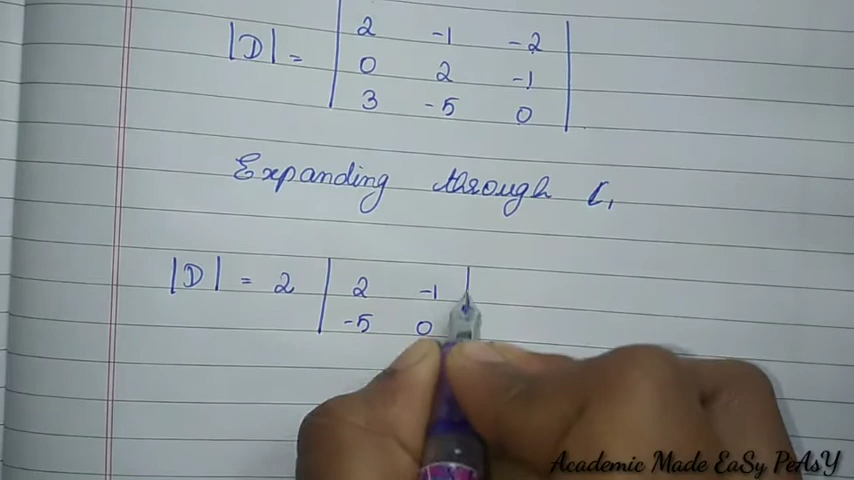 |D| = | 2 -1 -2 |
| 0 2 -1 |
| 3 -5 0 |
Expanding through C₁
|D| = 2 | 2 -1 |
| -5 0
Academic Made EaSy PeAsY